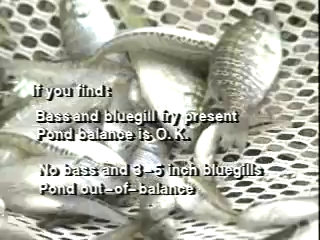 If you find:
Bass and bluegill fry present
Pond balance is O.K.
No bass and 3-5 inch bluegills
Pond out-of-balance